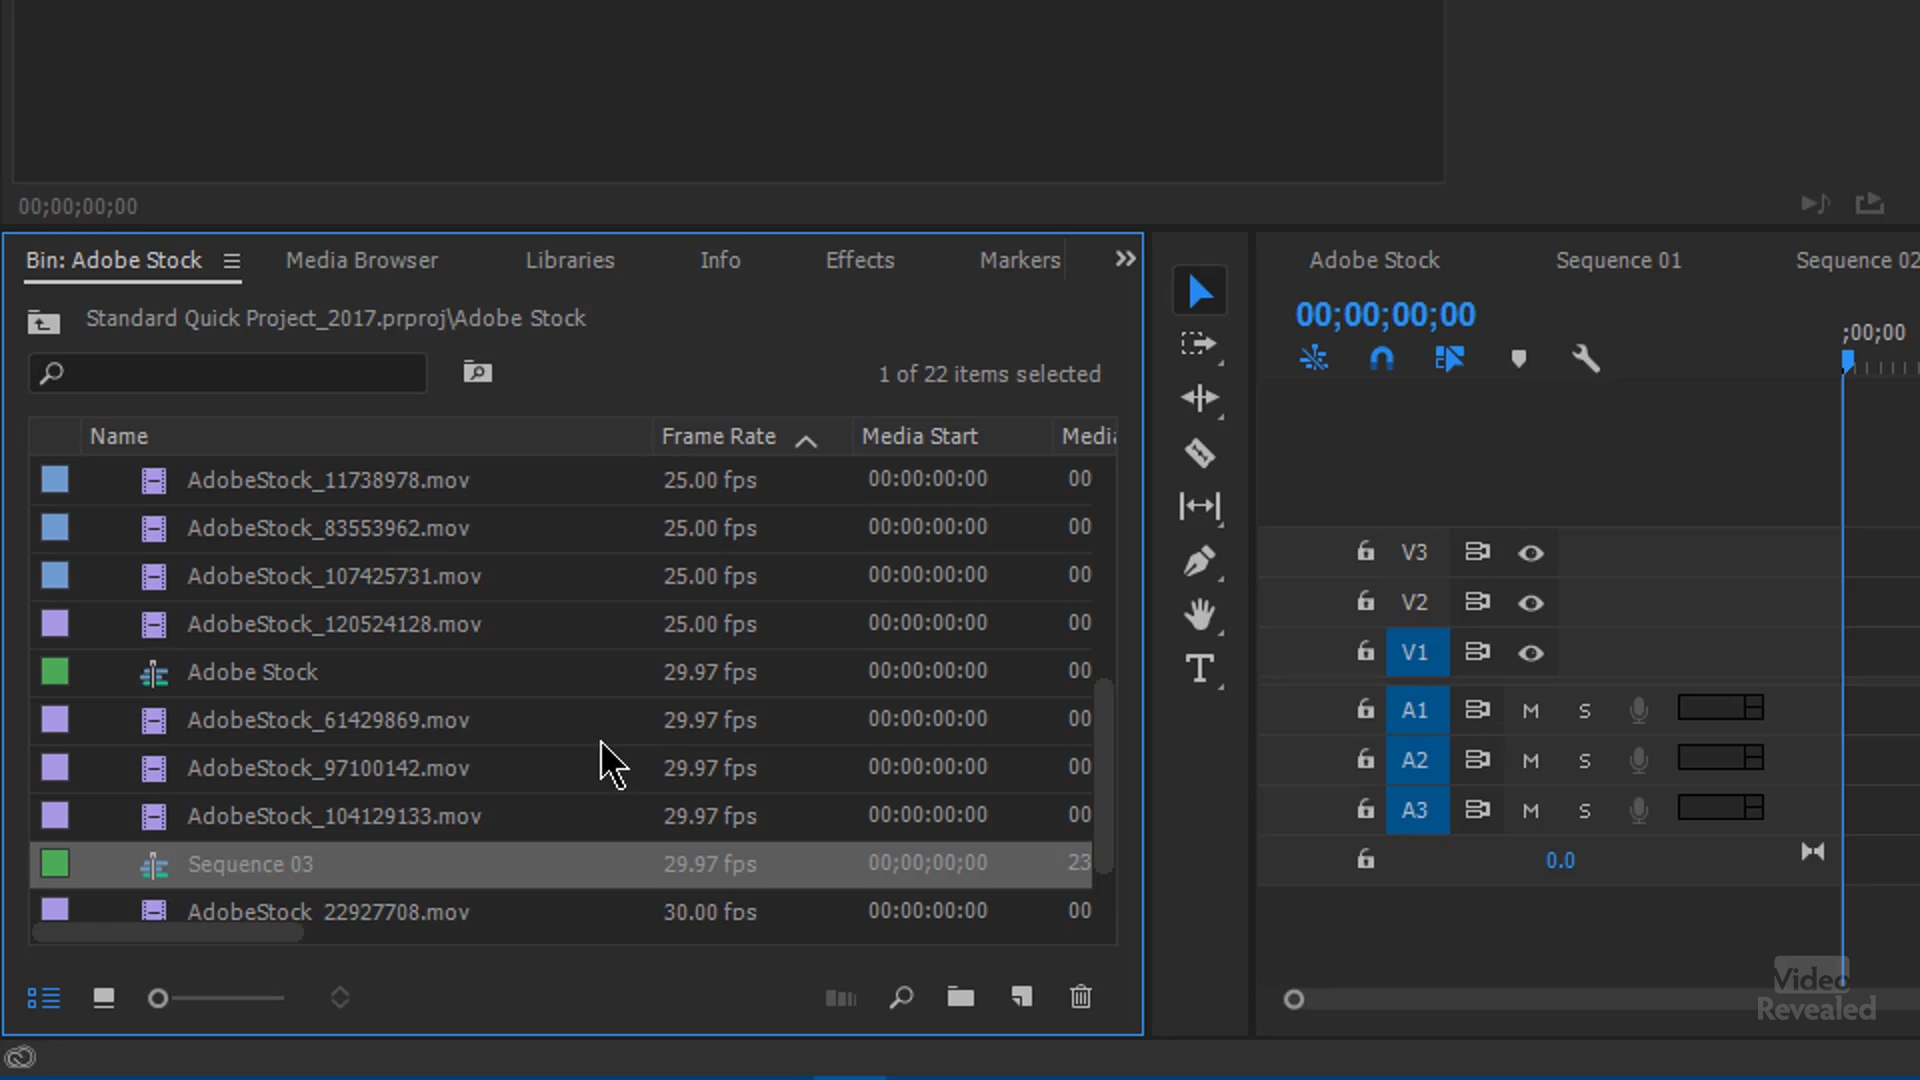 00;00;00;00
Bin: Adobe Stock
Media Browser
Libraries
Info
Effects
Markers
Standard Quick Project_2017.prproj\Adobe Stock
1 of 22 items selected
Name Frame Rate Media Start Media
AdobeStock_11738978.mov 25.00 fps 00:00:00:00 00
AdobeStock_83553962.mov 25.00 fps 00:00:00:00 00
AdobeStock_107425731.mov 25.00 fps 00:00:00:00 00
AdobeStock_120524128.mov 25.00 fps 00:00:00:00 00
Adobe Stock 29.97 fps 00:00:00:00 00
AdobeStock_61429869.mov 29.97 fps 00:00:00:00 00
AdobeStock_97100142.mov 29.97 fps 00:00:00:00 00
AdobeStock_104129133.mov 29.97 fps 00:00:00:00 00
Sequence 03 29.97 fps 00;00;00;00 23
AdobeStock_22927708.mov 30.00 fps 00:00:00:00 00
Adobe Stock
Sequence 01
Sequence 02
00;00;00;00
;00;00
V3
V2
V1
A1 M S
A2 M S
A3 M S
0.0
Video
Revealed